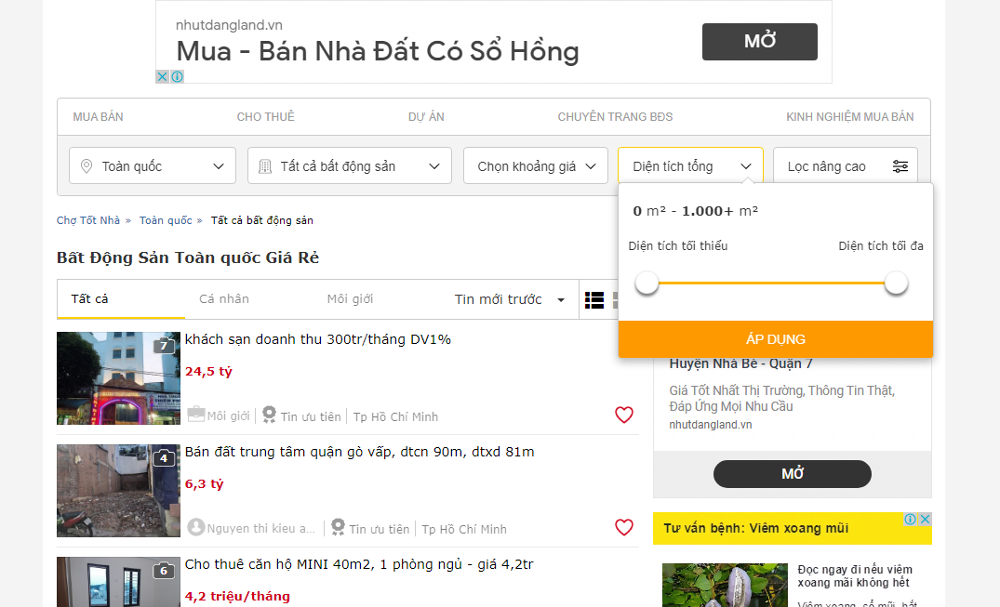 nhutdangland.vn
Mua - Bán Nhà Đất Có Sổ Hồng
MỞ
MUA BÁN
CHO THUÊ
DỰ ÁN
CHUYÊN TRANG BĐS
KINH NGHIỆM MUA BÁN
Toàn quốc
Tất cả bất động sản
Chọn khoảng giá
Diện tích tổng
Lọc nâng cao
0 m² - 1.000+ m²
Diện tích tối thiểu
Diện tích tối đa
ÁP DỤNG
Chợ Tốt Nhà » Toàn quốc » Tất cả bất động sản
Bất Động Sản Toàn quốc Giá Rẻ
Tất cả
Cá nhân
Môi giới
Tin mới trước
7
khách sạn doanh thu 300tr/tháng DV1%
24,5 tỷ
Môi giới
Tin ưu tiên
Tp Hồ Chí Minh
4
Bán đất trung tâm quận gò vấp, dtcn 90m, dtxd 81m
6,3 tỷ
Nguyen thi kieu a...
Tin ưu tiên
Tp Hồ Chí Minh
6
Cho thuê căn hộ MINI 40m2, 1 phòng ngủ - giá 4,2tr
4,2 triệu/tháng
Huyện Nhà Bè - Quận 7
Giá Tốt Nhất Thị Trường, Thông Tin Thật,
Đáp Ứng Mọi Nhu Cầu
nhutdangland.vn
MỞ
Tư vấn bệnh: Viêm xoang mũi
Đọc ngay đi nếu viêm
xoang mãi không hết
Viêm xoang, sổ mũi, hắt